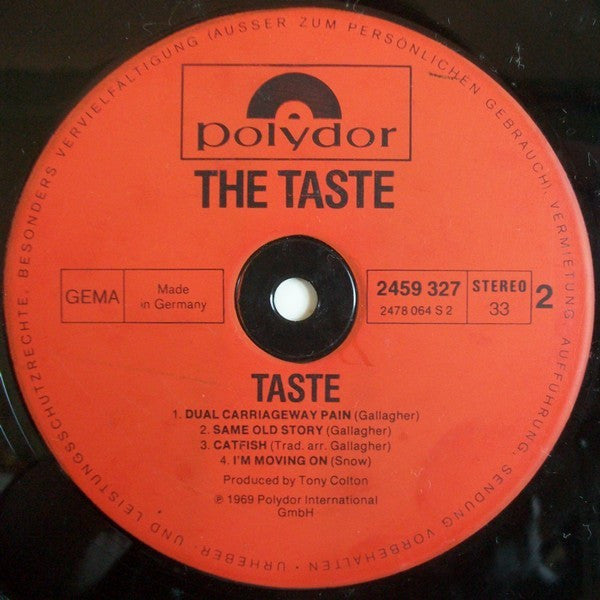 polydor
THE TASTE
GEMA
Made
in Germany
2459 327
2478 064 S 2
STEREO
33
2
TASTE
1. DUAL CARRIAGEWAY PAIN (Gallagher)
2. SAME OLD STORY (Gallagher)
3. CATFISH (Trad. arr. Gallagher)
4. I'M MOVING ON (Snow)
Produced by Tony Colton
℗ 1969 Polydor International
GmbH
URHEBER- UND LEISTUNGSSCHUTZRECHTE, BESONDERS VERVIELFÄLTIGUNG (AUSSER ZUM PERSÖNLICHEN GEBRAUCH), VERMIETUNG, AUFFÜHRUNG, SENDUNG VORBEHALTEN •